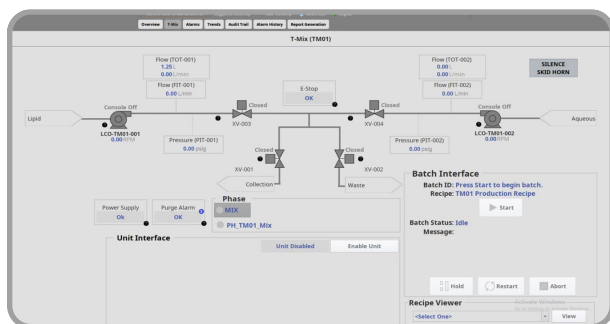 Overview T-Mix Alarms Trends Audit Trail Alarm History Report Generation
T-Mix (TM01)
Flow (TOT-001)
1.25 L
0.00 L/min
Flow (FIT-001)
0.00 L/min
E-Stop
OK
Flow (TOT-002)
0.00 L
0.00 L/min
Flow (FIT-002)
0.00 L/min
SILENCE
SKID HORN
Lipid
Console Off
LCO-TM01-001
0.00 RPM
Closed
XV-003
Closed
XV-004
Console Off
LCO-TM01-002
0.00 RPM
Aqueous
Pressure (PIT-001)
0.00 psig
Pressure (PIT-002)
0.00 psig
Closed
XV-001
Closed
XV-002
Collection
Waste
Power Supply
Ok
Purge Alarm
OK
Phase
MIX
PH_TM01_Mix
Unit Interface
Unit Disabled Enable Unit
Batch Interface
Batch ID: Press Start to begin batch.
Recipe: TM01 Production Recipe
Start
Batch Status: Idle
Message:
Hold Restart Abort
Activate Windows
Recipe Viewer
<Select One> View